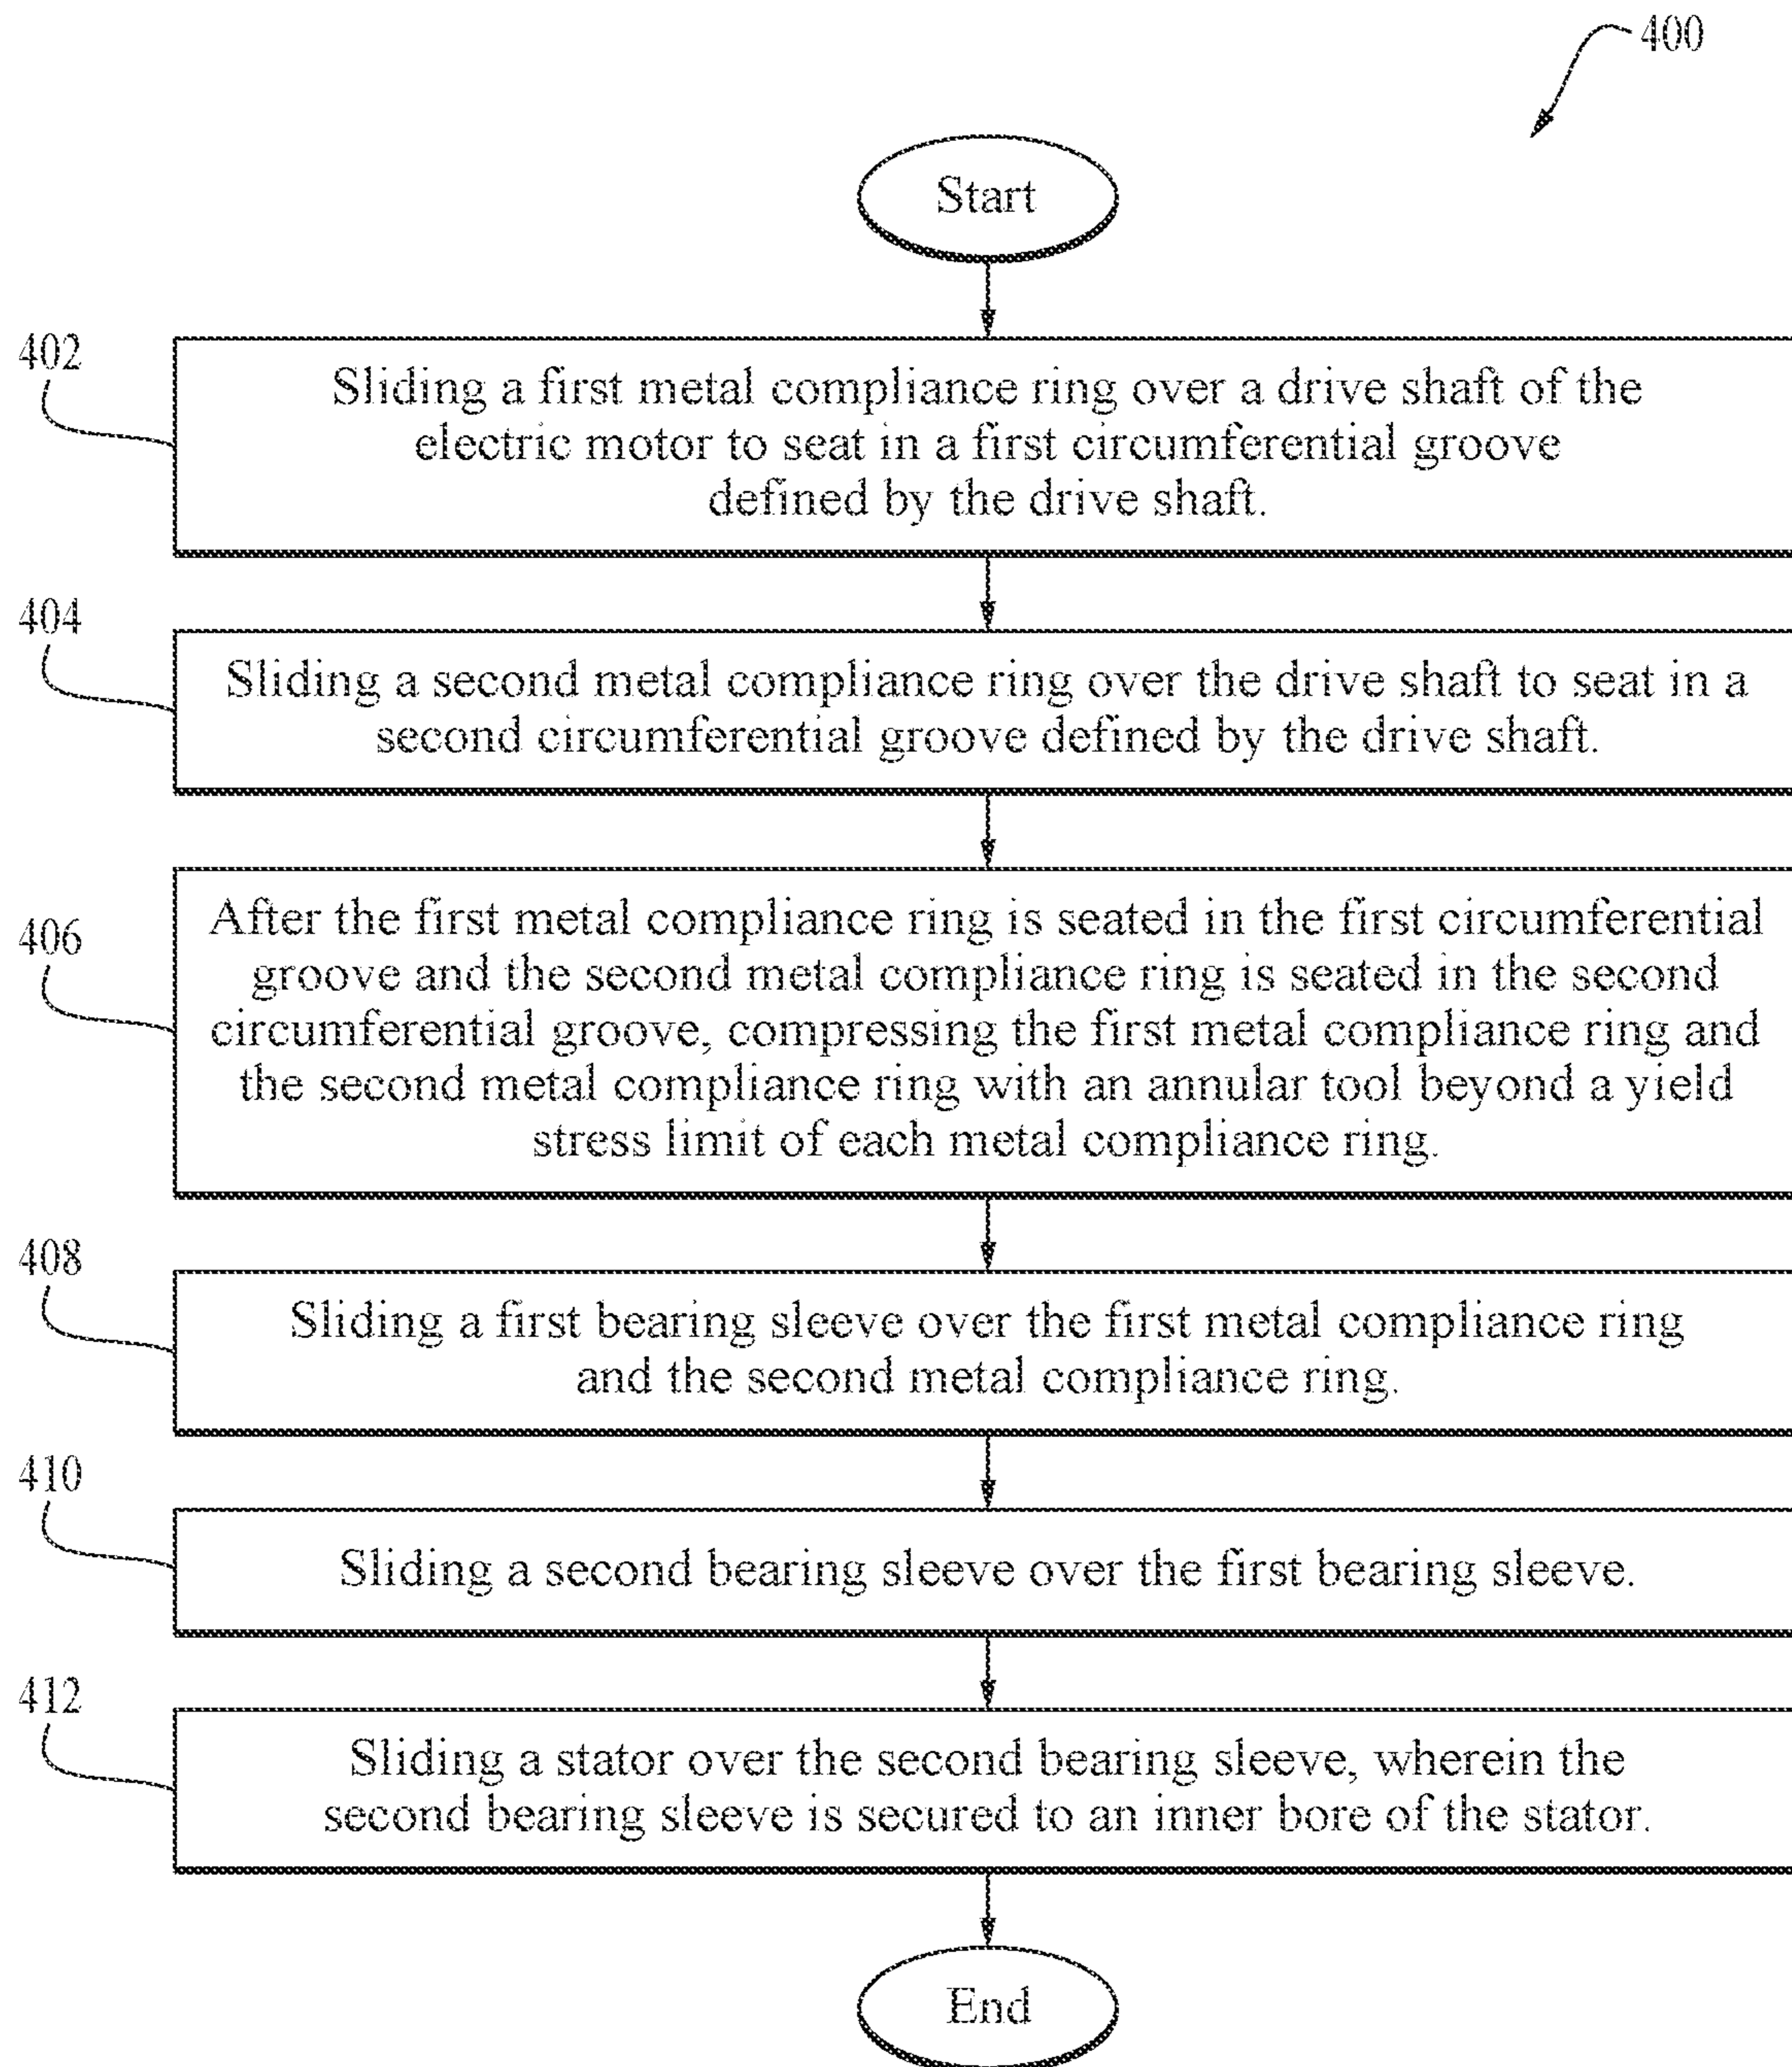 400
Start
402
Sliding a first metal compliance ring over a drive shaft of the
electric motor to seat in a first circumferential groove
defined by the drive shaft.
404
Sliding a second metal compliance ring over the drive shaft to seat in a
second circumferential groove defined by the drive shaft.
406
After the first metal compliance ring is seated in the first circumferential
groove and the second metal compliance ring is seated in the second
circumferential groove, compressing the first metal compliance ring and
the second metal compliance ring with an annular tool beyond a yield
stress limit of each metal compliance ring.
408
Sliding a first bearing sleeve over the first metal compliance ring
and the second metal compliance ring.
410
Sliding a second bearing sleeve over the first bearing sleeve.
412
Sliding a stator over the second bearing sleeve, wherein the
second bearing sleeve is secured to an inner bore of the stator.
End